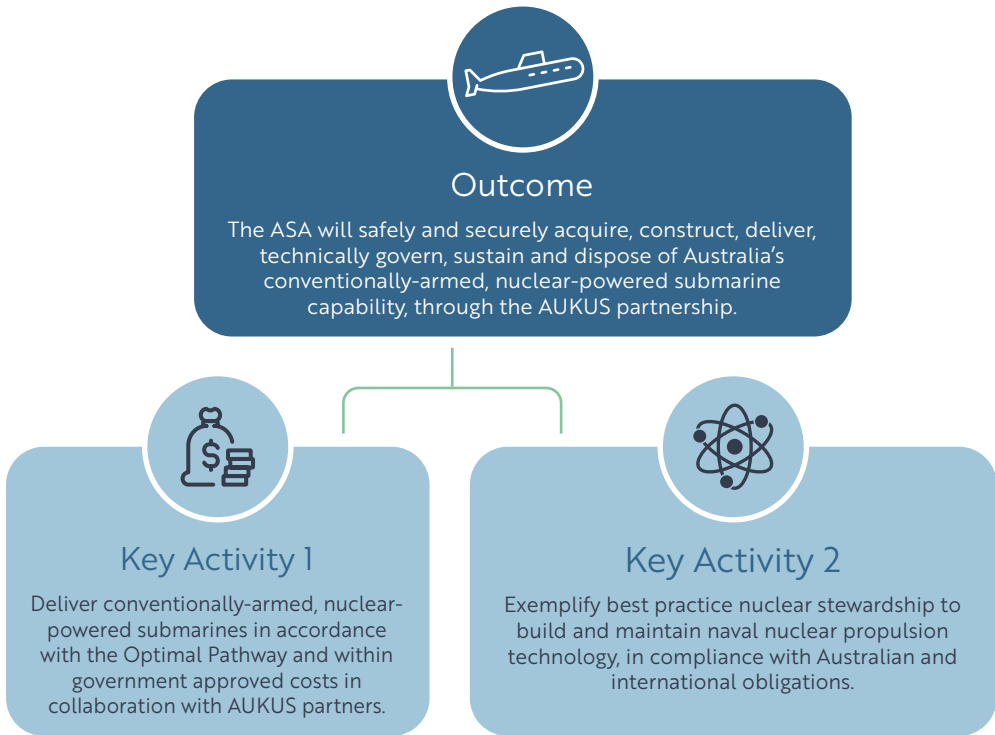 Outcome
The ASA will safely and securely acquire, construct, deliver,
technically govern, sustain and dispose of Australia’s
conventionally-armed, nuclear-powered submarine
capability, through the AUKUS partnership.
$
Key Activity 1
Deliver conventionally-armed, nuclear-
powered submarines in accordance
with the Optimal Pathway and within
government approved costs in
collaboration with AUKUS partners.
Key Activity 2
Exemplify best practice nuclear stewardship to
build and maintain naval nuclear propulsion
technology, in compliance with Australian and
international obligations.